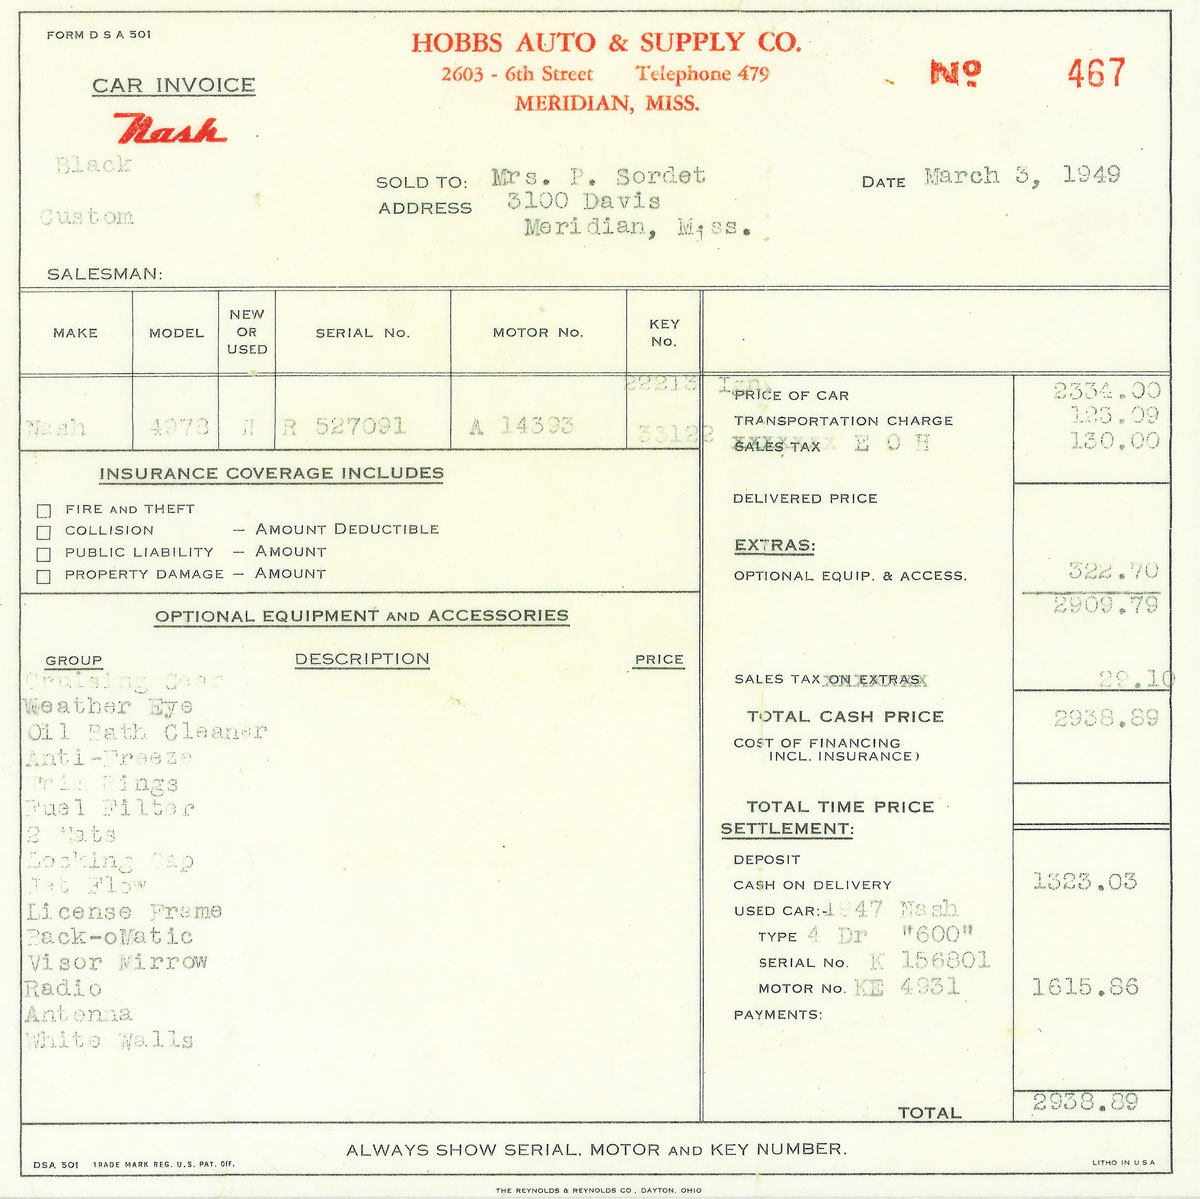 FORM D S A 501
HOBBS AUTO & SUPPLY CO.
2603 - 6th Street Telephone 479
MERIDIAN, MISS.
No 467
CAR INVOICE
Nash
Black
Custom
SOLD TO: Mrs. P. Sordet
ADDRESS 3100 Davis
Meridian, Miss.
DATE March 3, 1949
SALESMAN:
MAKE MODEL NEW OR USED SERIAL No. MOTOR No. KEY No.
22213 Ign.
Nash 4978 N R 527091 A 14393 33122
PRICE OF CAR 2334.00
TRANSPORTATION CHARGE 123.09
SALES TAX xxxxxxx E O H 130.00
INSURANCE COVERAGE INCLUDES
FIRE AND THEFT
COLLISION — AMOUNT DEDUCTIBLE
PUBLIC LIABILITY — AMOUNT
PROPERTY DAMAGE — AMOUNT
DELIVERED PRICE
EXTRAS:
OPTIONAL EQUIP. & ACCESS. 322.70
2909.79
OPTIONAL EQUIPMENT AND ACCESSORIES
GROUP DESCRIPTION PRICE
Cruising Gear
Weather Eye
Oil Bath Cleaner
Anti-Freeze
Trim Rings
Fuel Filter
2 Mats
Locking Cap
Jet Flow
License Frame
Back-oMatic
Visor Mirrow
Radio
Antenna
White Walls
SALES TAX ON EXTRAS 29.10
TOTAL CASH PRICE 2938.89
COST OF FINANCING
INCL. INSURANCE)
TOTAL TIME PRICE
SETTLEMENT:
DEPOSIT
CASH ON DELIVERY 1323.03
USED CAR:-1947 Nash
TYPE 4 Dr "600"
SERIAL No. K 156801
MOTOR No. KE 4931 1615.86
PAYMENTS:
TOTAL 2938.89
ALWAYS SHOW SERIAL, MOTOR AND KEY NUMBER.
DSA 501 TRADE MARK REG. U.S. PAT. OFF.
LITHO IN U S A
THE REYNOLDS & REYNOLDS CO., DAYTON, OHIO